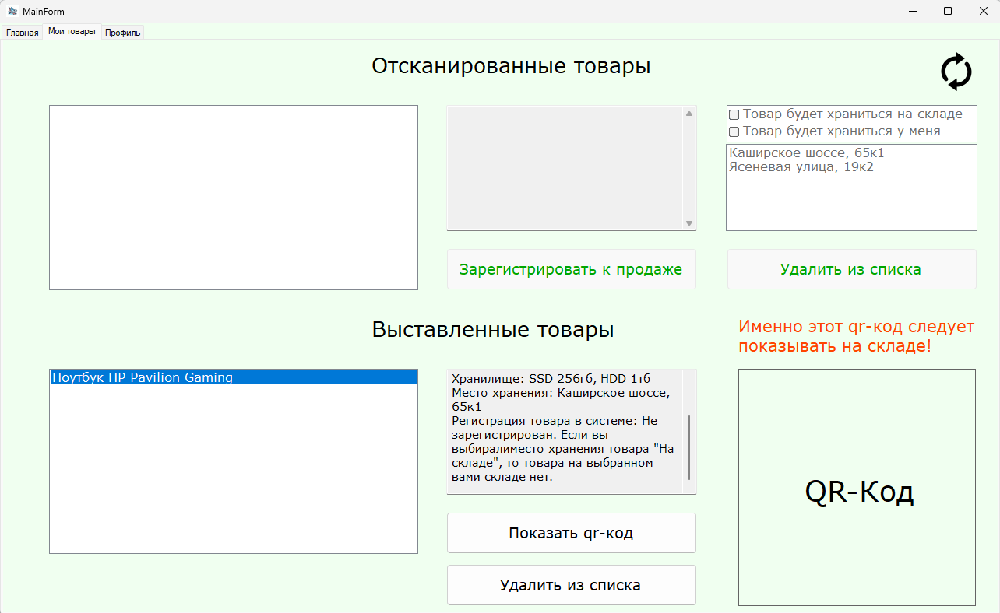 MainForm
Главная Мои товары Профиль
Отсканированные товары
Товар будет храниться на складе
Товар будет храниться у меня
Каширское шоссе, 65к1
Ясеневая улица, 19к2
Зарегистрировать к продаже
Удалить из списка
Выставленные товары
Именно этот qr-код следует
показывать на складе!
Ноутбук HP Pavilion Gaming
Хранилище: SSD 256гб, HDD 1тб
Место хранения: Каширское шоссе,
65к1
Регистрация товара в системе: Не
зарегистрирован. Если вы
выбиралиместо хранения товара "На
складе", то товара на выбранном
вами складе нет.
QR-Код
Показать qr-код
Удалить из списка